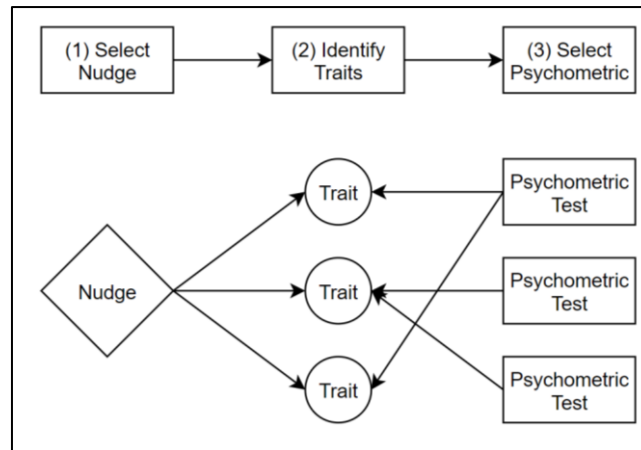 (1) Select
Nudge
(2) Identify
Traits
(3) Select
Psychometric
Trait
Psychometric
Test
Nudge
Trait
Psychometric
Test
Trait
Psychometric
Test